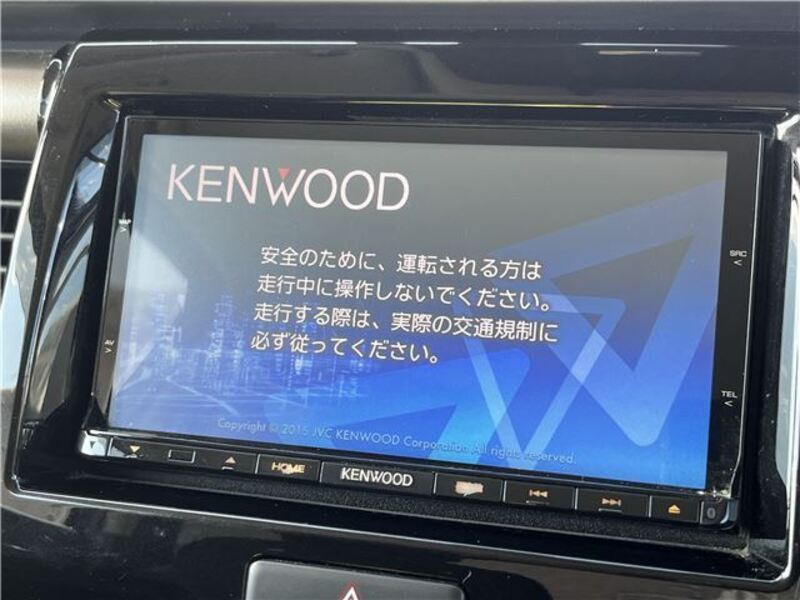 KENWOOD
安全のために、運転される方は
走行中に操作しないでください。
走行する際は、実際の交通規制に
必ず従ってください。
Copyright © 2015 JVC KENWOOD Corporation All rights reserved.
MAP
AV
SRC
TEL
HOME
KENWOOD